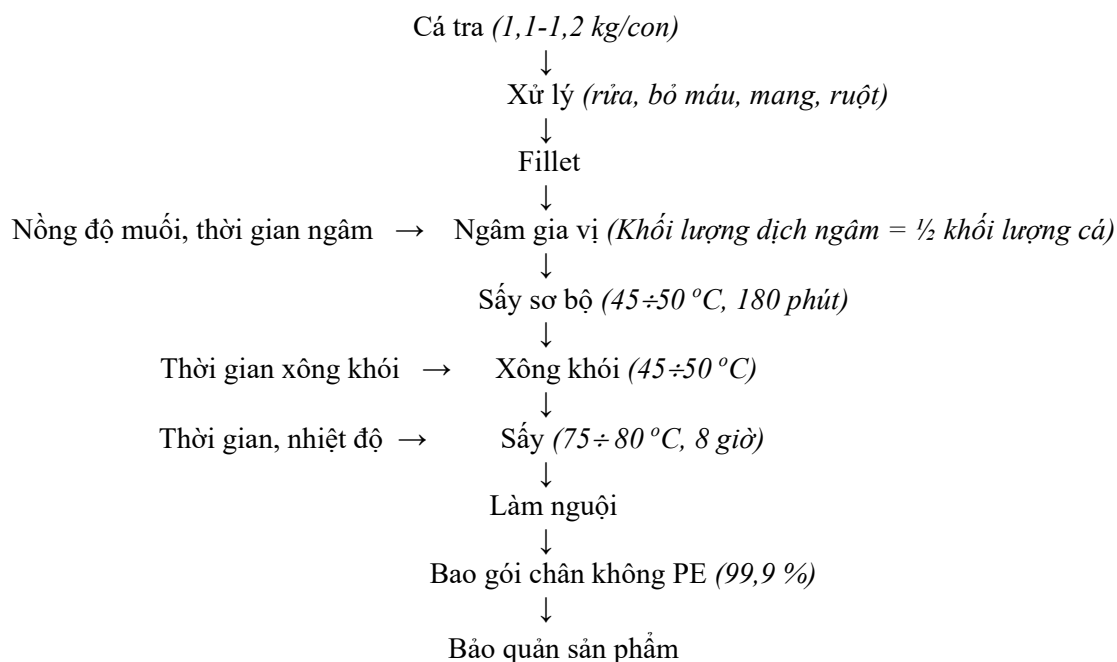 Cá tra (1,1-1,2 kg/con)
↓
Xử lý (rửa, bỏ máu, mang, ruột)
↓
Fillet
↓
Nồng độ muối, thời gian ngâm → Ngâm gia vị (Khối lượng dịch ngâm = ½ khối lượng cá)
↓
Sấy sơ bộ (45÷50 °C, 180 phút)
↓
Thời gian xông khói → Xông khói (45÷50 °C)
↓
Thời gian, nhiệt độ → Sấy (75÷80 °C, 8 giờ)
↓
Làm nguội
↓
Bao gói chân không PE (99,9 %)
↓
Bảo quản sản phẩm